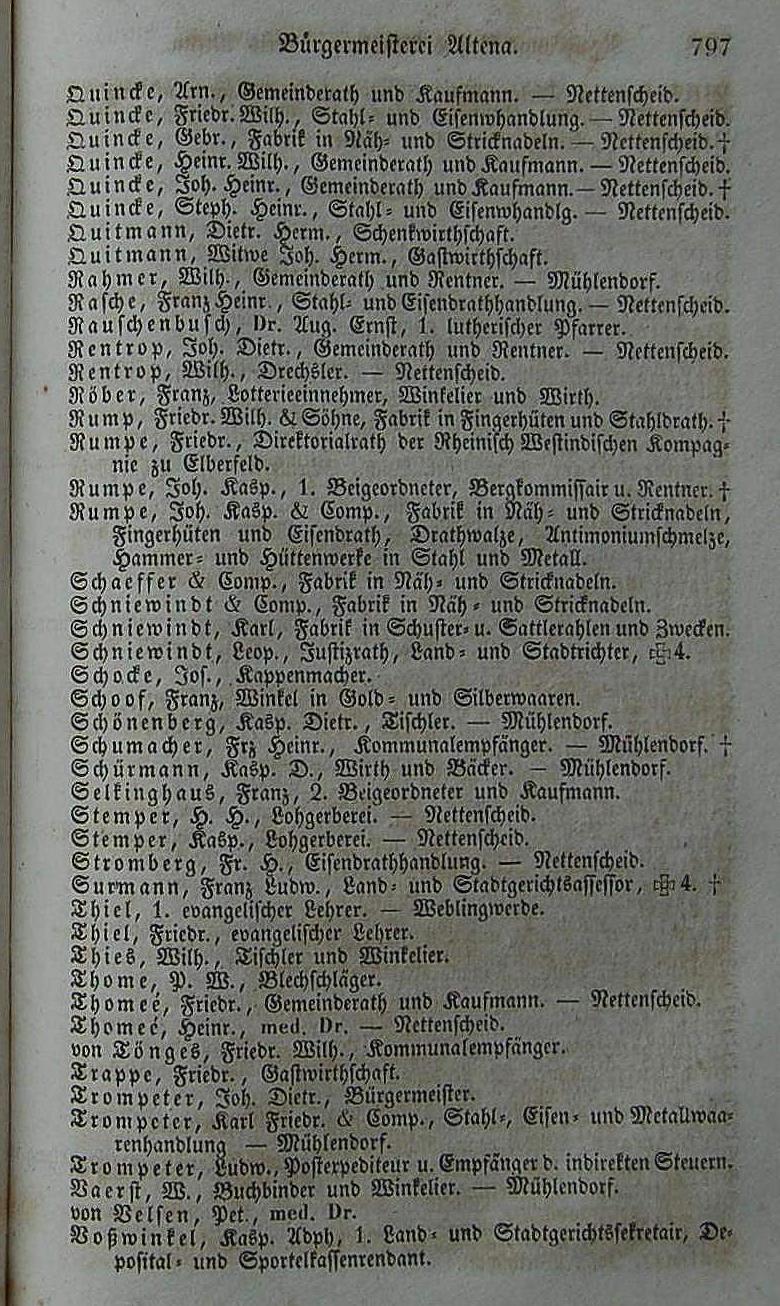 Bürgermeisterei Altena. 797
Quincke, Arn., Gemeinderath und Kaufmann. — Nettenscheid.
Quincke, Friedr. Wilh., Stahl- und Eisenwhandlung. — Nettenscheid.
Quincke, Gebr., Fabrik in Näh- und Stricknadeln. — Nettenscheid. †
Quincke, Heinr. Wilh., Gemeinderath und Kaufmann. — Nettenscheid.
Quincke, Joh. Heinr., Gemeinderath und Kaufmann. — Nettenscheid. †
Quincke, Steph. Heinr., Stahl- und Eisenwhandlg. — Nettenscheid.
Quitmann, Dietr. Herm., Schenkwirthschaft.
Quitmann, Witwe Joh. Herm., Gastwirthschaft.
Rahmer, Wilh., Gemeinderath und Rentner. — Mühlendorf.
Rasche, Franz Heinr., Stahl- und Eisendrathhandlung. — Nettenscheid.
Rauschenbusch, Dr. Aug. Ernst, 1. lutherischer Pfarrer.
Rentrop, Joh. Dietr., Gemeinderath und Rentner. — Nettenscheid.
Rentrop, Wilh., Drechsler. — Nettenscheid.
Röber, Franz, Lotterieeinnehmer, Winkelier und Wirth.
Rump, Friedr. Wilh. & Söhne, Fabrik in Fingerhüten und Stahldrath. †
Rumpe, Friedr., Direktorialrath der Rheinisch Westindischen Kompag-
nie zu Elberfeld.
Rumpe, Joh. Kasp., 1. Beigeordneter, Bergkommissair u. Rentner. †
Rumpe, Joh. Kasp. & Comp., Fabrik in Näh- und Stricknadeln,
Fingerhüten und Eisendrath, Drathwalze, Antimoniumschmelze,
Hammer- und Hüttenwerke in Stahl und Metall.
Schaeffer & Comp., Fabrik in Näh- und Stricknadeln.
Schniewindt & Comp., Fabrik in Näh- und Stricknadeln.
Schniewindt, Karl, Fabrik in Schuster- u. Sattlerahlen und Zwecken.
Schniewindt, Leop., Justizrath, Land- und Stadtrichter, ✠4.
Schocke, Jos., Kappenmacher.
Schoof, Franz, Winkel in Gold- und Silberwaaren.
Schönenberg, Kasp. Dietr., Tischler. — Mühlendorf.
Schumacher, Frz Heinr., Kommunalempfänger. — Mühlendorf. †
Schürmann, Kasp. D., Wirth und Bäcker. — Mühlendorf.
Selkinghaus, Franz, 2. Beigeordneter und Kaufmann.
Stemper, H. H., Lohgerberei. — Nettenscheid.
Stemper, Kasp., Lohgerberei. — Nettenscheid.
Stromberg, Fr. H., Eisendrathhandlung. — Nettenscheid.
Surmann, Franz Ludw., Land- und Stadtgerichtsassessor, ✠4. †
Thiel, 1. evangelischer Lehrer. — Weblingwerde.
Thiel, Friedr., evangelischer Lehrer.
Thies, Wilh., Tischler und Winkelier.
Thome, P. W., Blechschläger.
Thomeé, Friedr., Gemeinderath und Kaufmann. — Nettenscheid.
Thomeé, Heinr., med. Dr. — Nettenscheid.
von Tönges, Friedr. Wilh., Kommunalempfänger.
Trappe, Friedr., Gastwirthschaft.
Trompeter, Joh. Dietr., Bürgermeister.
Trompeter, Karl Friedr. & Comp., Stahl-, Eisen- und Metallwaa-
renhandlung — Mühlendorf.
Trompeter, Ludw., Postexpediteur u. Empfänger d. indirekten Steuern.
Vaerst, W., Buchbinder und Winkelier. — Mühlendorf.
von Velsen, Pet., med. Dr.
Voßwinkel, Kasp. Adph, 1. Land- und Stadtgerichtssekretair, De-
posital- und Sportelkassenrendant.